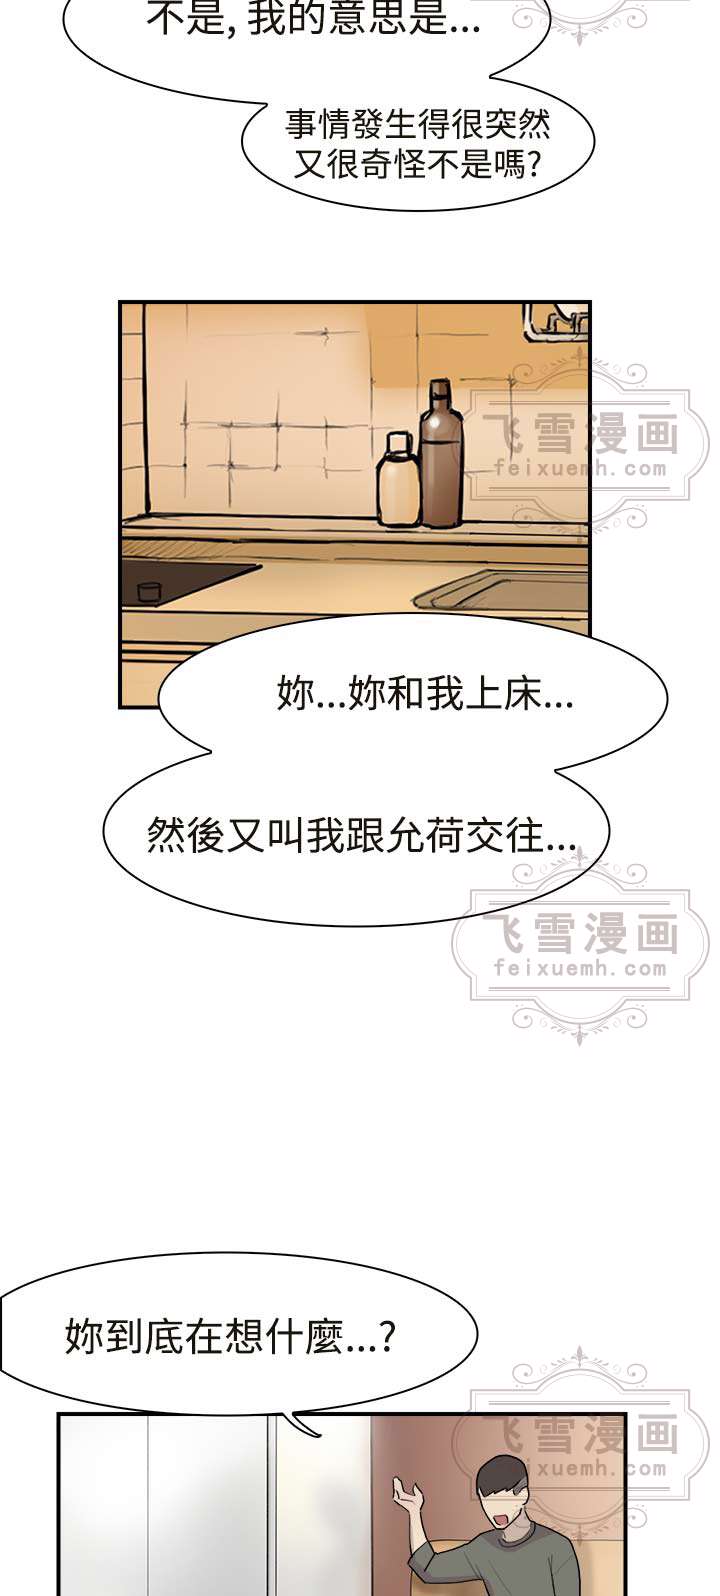 不是, 我的意思是...
事情發生得很突然
又很奇怪不是嗎?
飞雪漫画
feixuemh.com
妳...妳和我上床...
然後又叫我跟允荷交往...
飞雪漫画
feixuemh.com
妳到底在想什麼...?
飞雪漫画
feixuemh.com